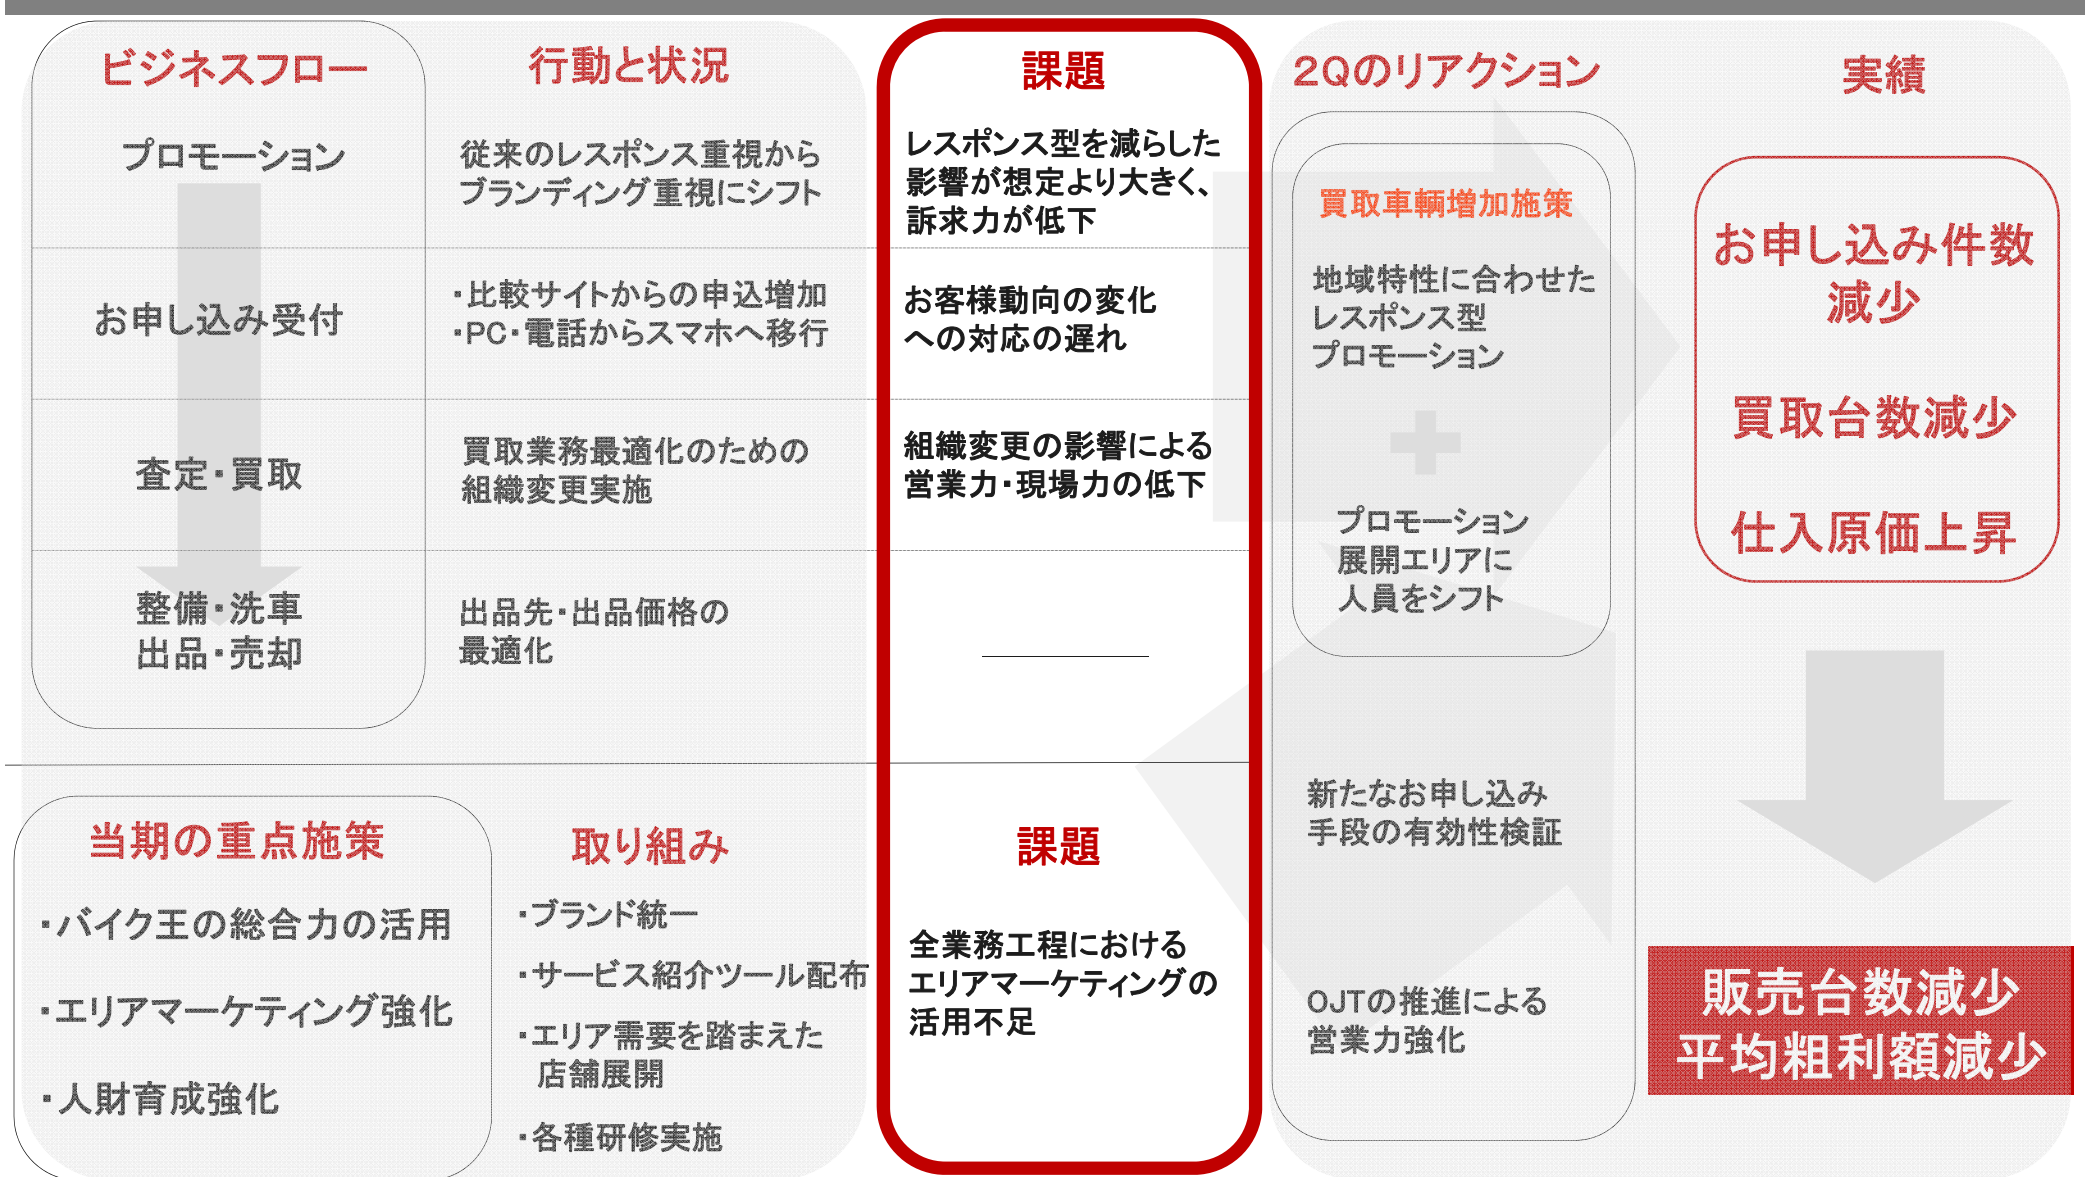 ビジネスフロー
行動と状況
課題
2Qのリアクション
実績
プロモーション
従来のレスポンス重視から
ブランディング重視にシフト
レスポンス型を減らした
影響が想定より大きく、
訴求力が低下
お申し込み受付
・比較サイトからの申込増加
・PC・電話からスマホへ移行
お客様動向の変化
への対応の遅れ
査定・買取
買取業務最適化のための
組織変更実施
組織変更の影響による
営業力・現場力の低下
整備・洗車
出品・売却
出品先・出品価格の
最適化
買取車輌増加施策
地域特性に合わせた
レスポンス型
プロモーション
プロモーション
展開エリアに
人員をシフト
お申し込み件数
減少
買取台数減少
仕入原価上昇
当期の重点施策
・バイク王の総合力の活用
・エリアマーケティング強化
・人財育成強化
取り組み
・ブランド統一
・サービス紹介ツール配布
・エリア需要を踏まえた
店舗展開
・各種研修実施
課題
全業務工程における
エリアマーケティングの
活用不足
新たなお申し込み
手段の有効性検証
OJTの推進による
営業力強化
販売台数減少
平均粗利額減少